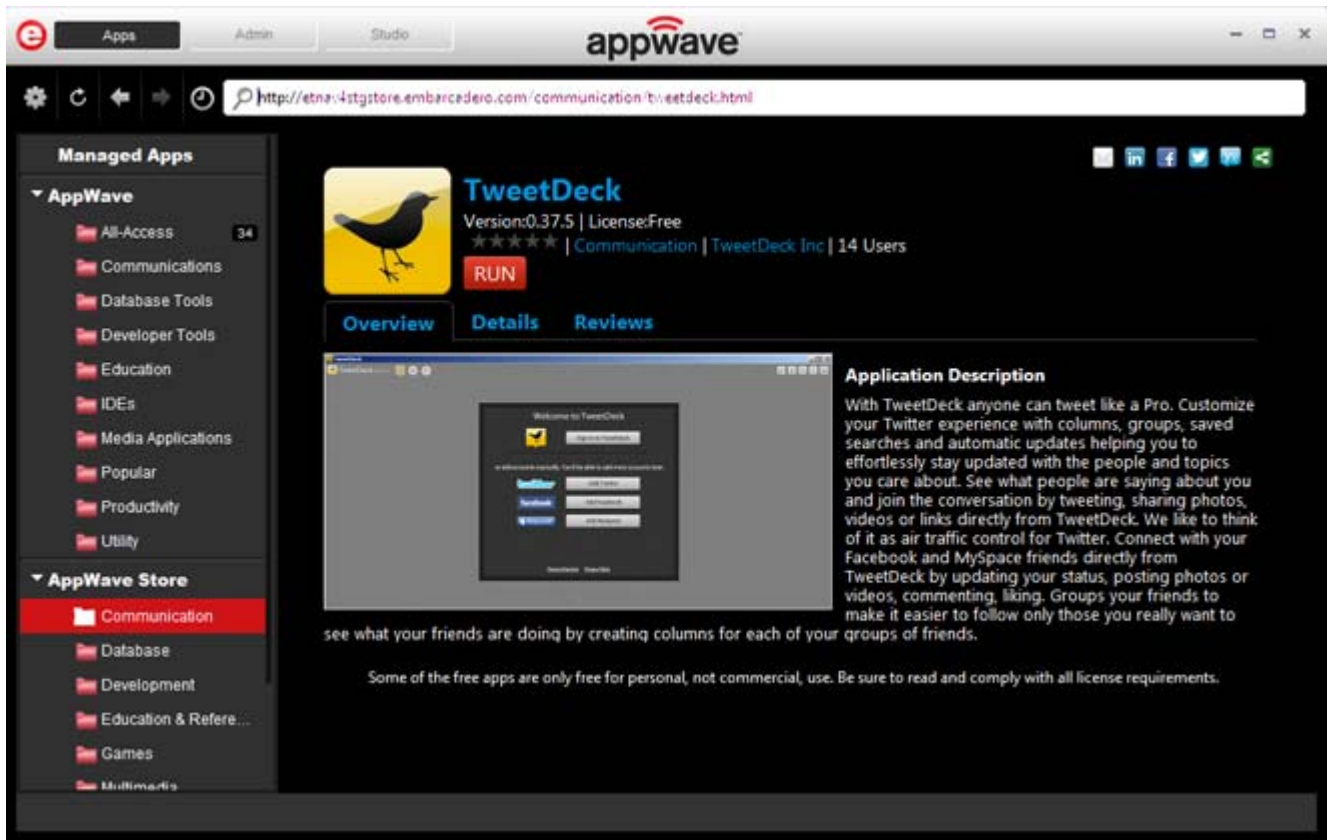 Apps
Admin
Studio
appwave
http://etnav4stgstore.embarcadero.com/communication/tweetdeck.html
Managed Apps
AppWave
All-Access 34
Communications
Database Tools
Developer Tools
Education
IDEs
Media Applications
Popular
Productivity
Utility
AppWave Store
Communication
Database
Development
Education & Refere...
Games
Multimedia
TweetDeck
Version:0.37.5 | License:Free
| Communication | TweetDeck Inc | 14 Users
RUN
Overview
Details
Reviews
TweetDeck
Welcome to TweetDeck
twitter
facebook
Application Description
With TweetDeck anyone can tweet like a Pro. Customize
your Twitter experience with columns, groups, saved
searches and automatic updates helping you to
effortlessly stay updated with the people and topics
you care about. See what people are saying about you
and join the conversation by tweeting, sharing photos,
videos or links directly from TweetDeck. We like to think
of it as air traffic control for Twitter. Connect with your
Facebook and MySpace friends directly from
TweetDeck by updating your status, posting photos or
videos, commenting, liking. Groups your friends to
make it easier to follow only those you really want to
see what your friends are doing by creating columns for each of your groups of friends.
Some of the free apps are only free for personal, not commercial, use. Be sure to read and comply with all license requirements.